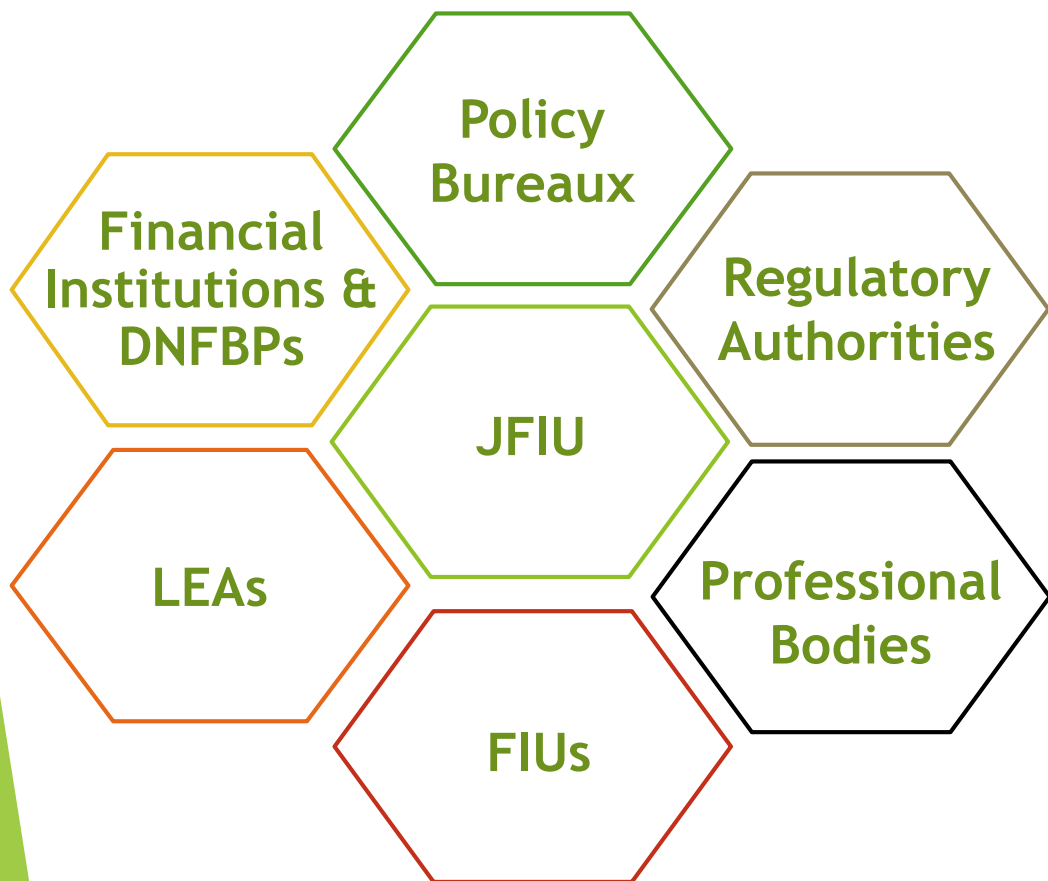 Policy
Bureaux
Financial
Institutions &
DNFBPs
Regulatory
Authorities
JFIU
LEAs
Professional
Bodies
FIUs